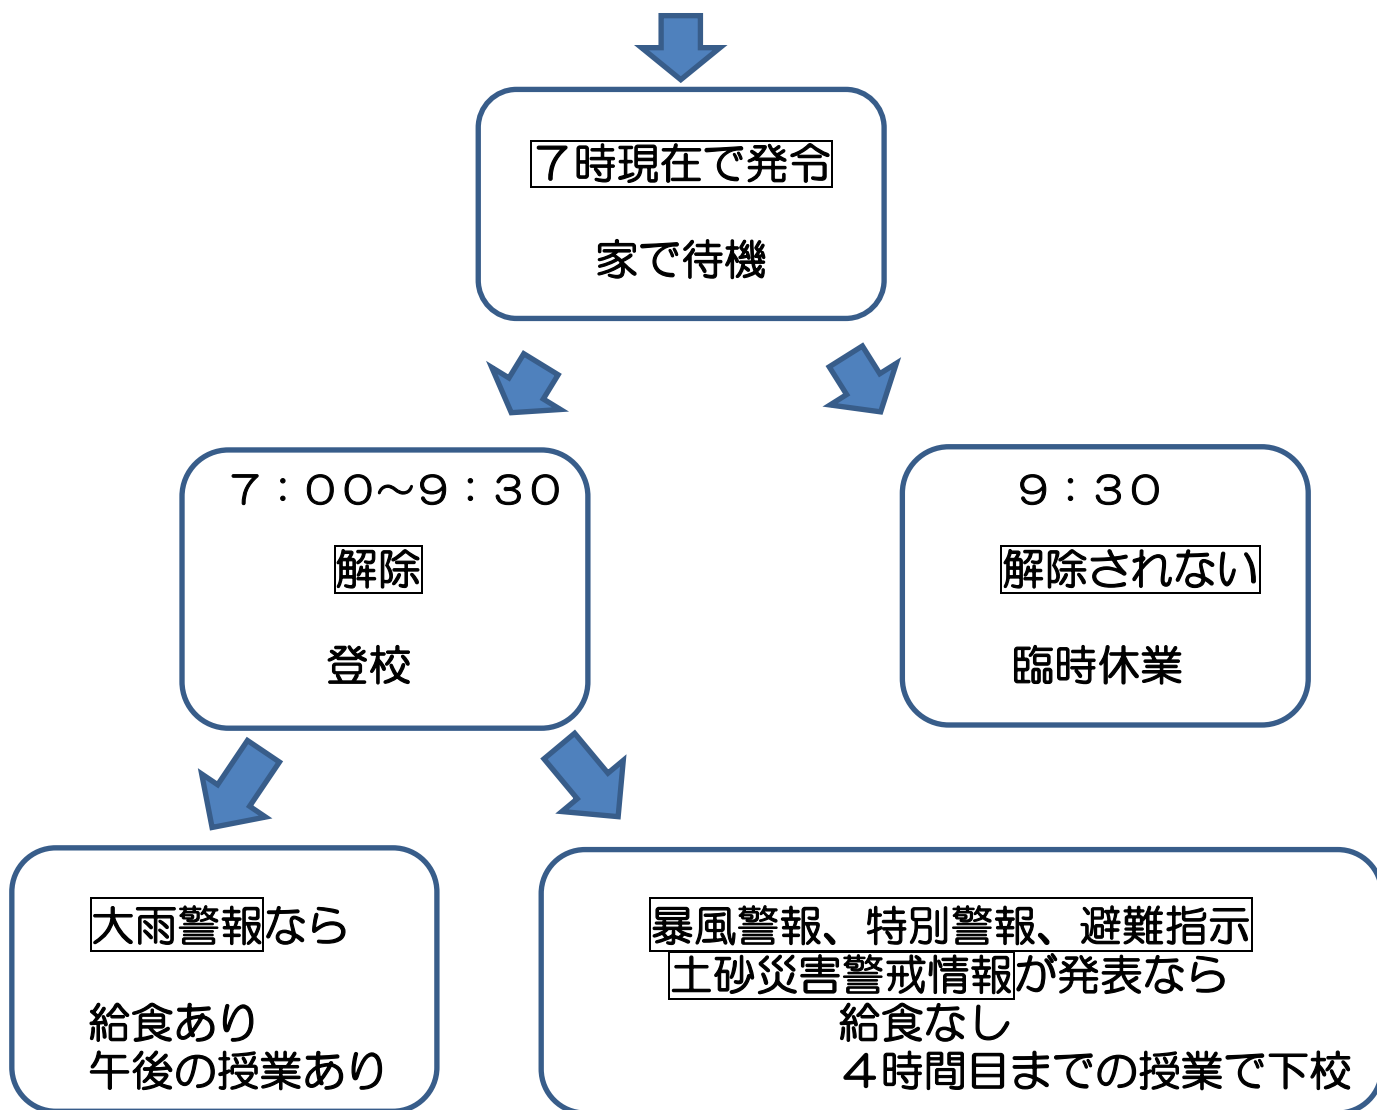 ７時現在で発令
家で待機
７：００～９：３０
解除
登校
９：３０
解除されない
臨時休業
大雨警報なら
給食あり
午後の授業あり
暴風警報、特別警報、避難指示
土砂災害警戒情報が発表なら
給食なし
４時間目までの授業で下校